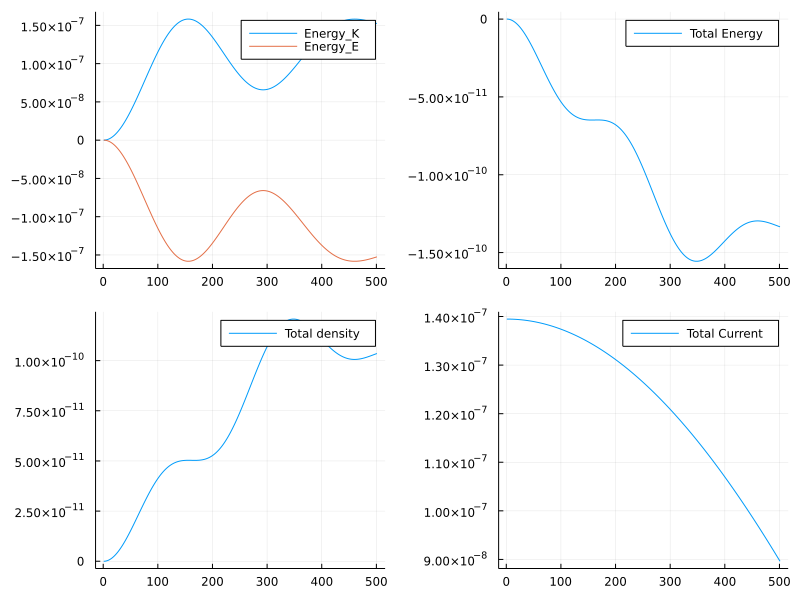 1.50×10⁻⁷
1.00×10⁻⁷
5.00×10⁻⁸
0
−5.00×10⁻⁸
−1.00×10⁻⁷
−1.50×10⁻⁷
0 100 200 300 400 500
Energy_K
Energy_E
0
−5.00×10⁻¹¹
−1.00×10⁻¹⁰
−1.50×10⁻¹⁰
0 100 200 300 400 500
Total Energy
1.00×10⁻¹⁰
7.50×10⁻¹¹
5.00×10⁻¹¹
2.50×10⁻¹¹
0
0 100 200 300 400 500
Total density
1.40×10⁻⁷
1.30×10⁻⁷
1.20×10⁻⁷
1.10×10⁻⁷
1.00×10⁻⁷
9.00×10⁻⁸
0 100 200 300 400 500
Total Current